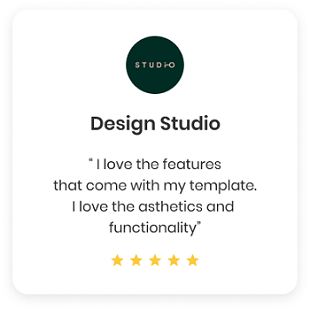 STUDIO
Design Studio
“ I love the features
that come with my template.
I love the asthetics and
functionality”